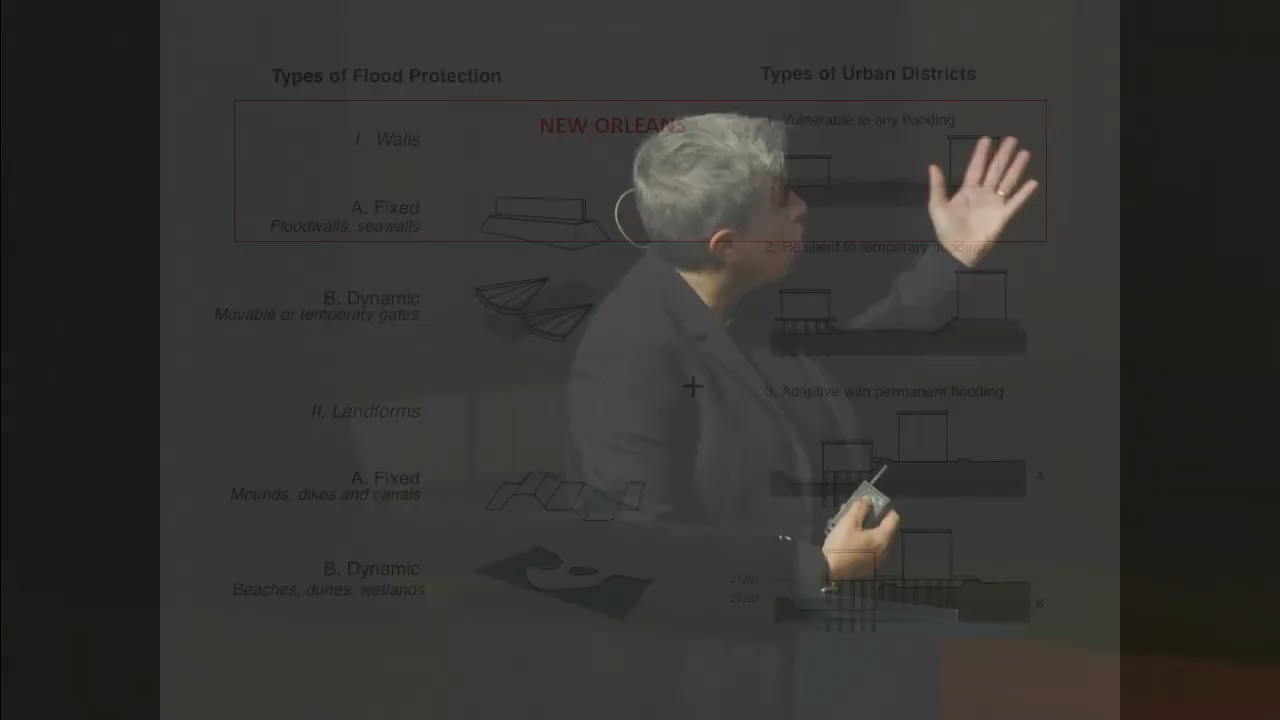 Types of Flood Protection
Types of Urban Districts
NEW ORLEANS
I Walls
A. Fixed
Floodwalls, seawalls
B. Dynamic
Movable or temporary gates
II. Landforms
A. Fixed
Mounds, dikes and canals
B. Dynamic
Beaches, dunes, wetlands
Vulnerable to any flooding
2. Resilient to temporary flooding
3. Adaptive with permanent flooding
A
B